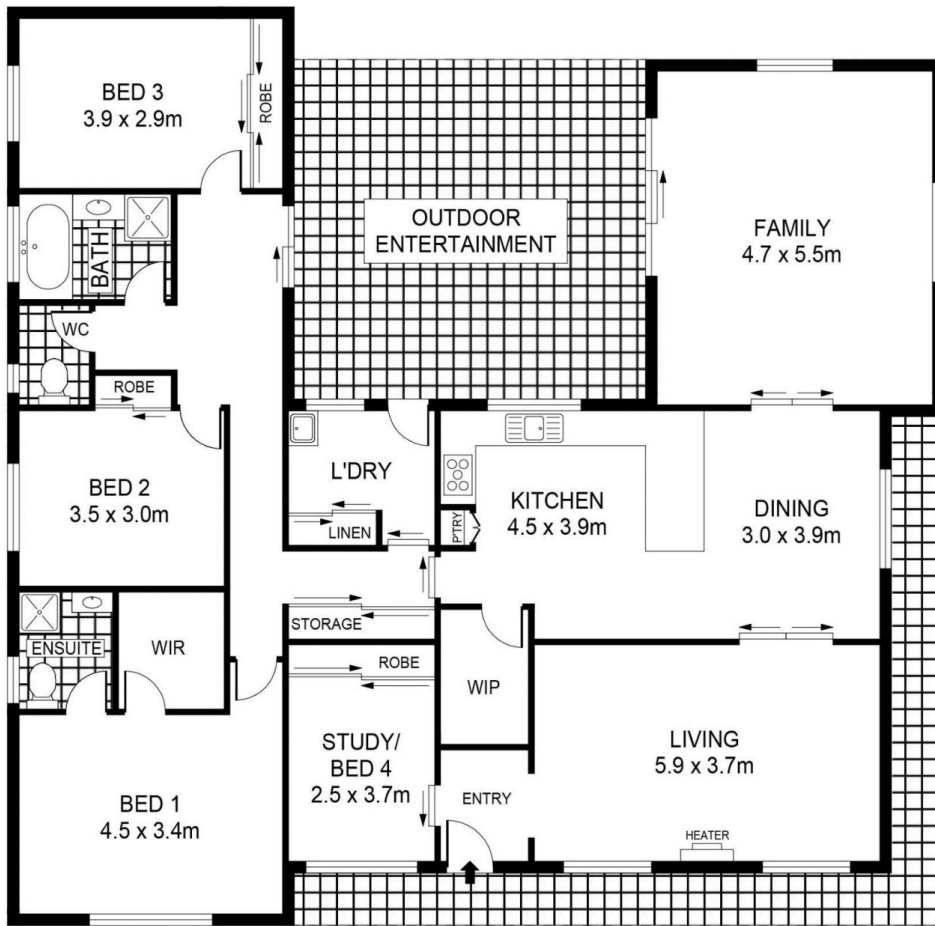 BED 3
3.9 x 2.9m
ROBE
OUTDOOR
ENTERTAINMENT
FAMILY
4.7 x 5.5m
BATH
WC
ROBE
BED 2
3.5 x 3.0m
L'DRY
LINEN
P'TRY
KITCHEN
4.5 x 3.9m
DINING
3.0 x 3.9m
STORAGE
ENSUITE
WIR
ROBE
WIP
STUDY/
BED 4
2.5 x 3.7m
LIVING
5.9 x 3.7m
BED 1
4.5 x 3.4m
ENTRY
HEATER